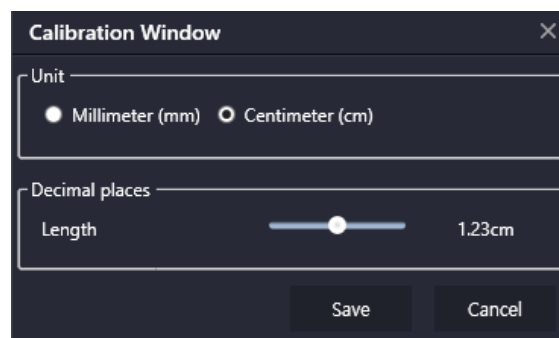 Calibration Window
Unit
Millimeter (mm) Centimeter (cm)
Decimal places
Length 1.23cm
Save Cancel